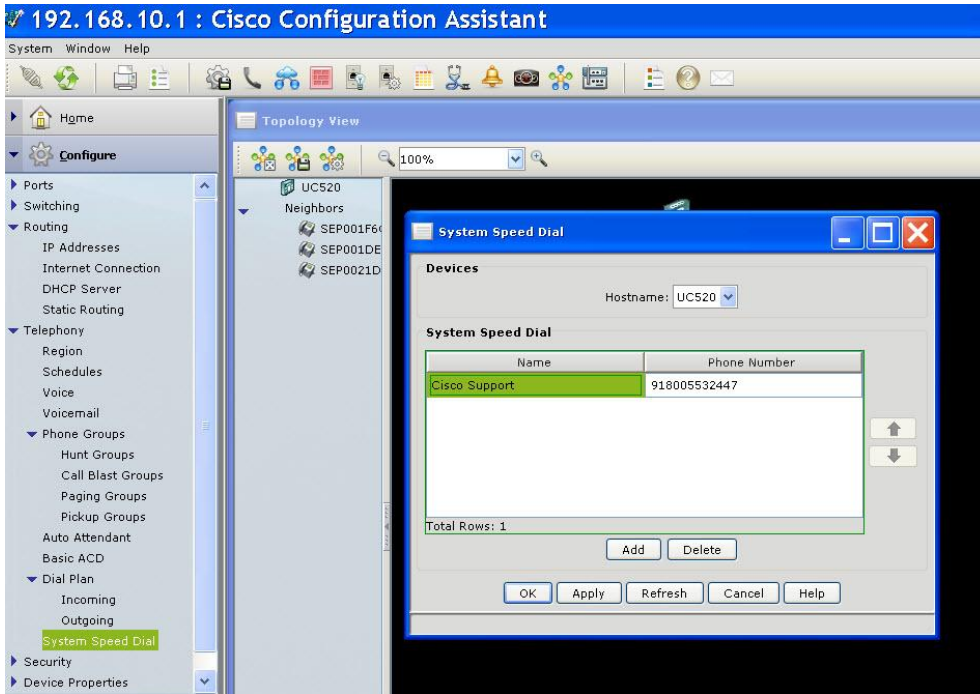 192.168.10.1 : Cisco Configuration Assistant
System Window Help
Home
Configure
Ports
Switching
Routing
IP Addresses
Internet Connection
DHCP Server
Static Routing
Telephony
Region
Schedules
Voice
Voicemail
Phone Groups
Hunt Groups
Call Blast Groups
Paging Groups
Pickup Groups
Auto Attendant
Basic ACD
Dial Plan
Incoming
Outgoing
System Speed Dial
Security
Device Properties
Topology View
100%
UC520
Neighbors
SEP001F6
SEP001DE
SEP0021D
System Speed Dial
Devices
Hostname: UC520
System Speed Dial
Name Phone Number
Cisco Support 918005532447
Total Rows: 1
Add Delete
OK Apply Refresh Cancel Help